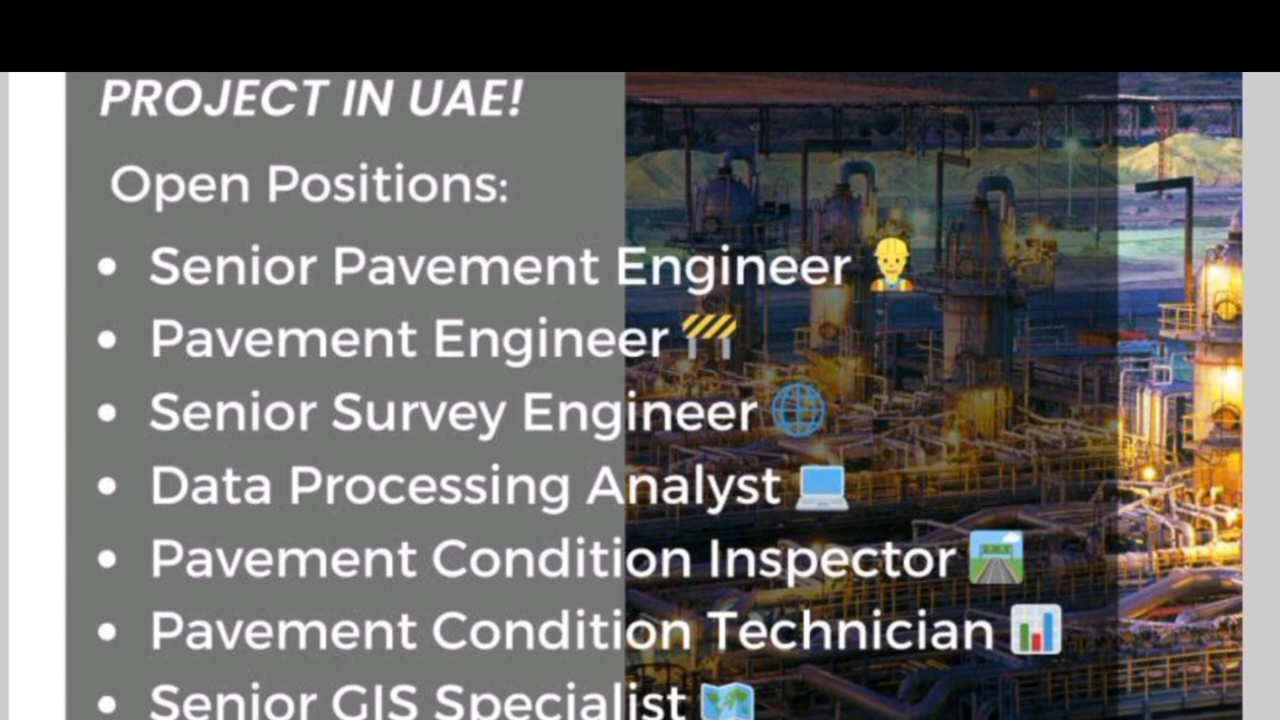 PROJECT IN UAE!
Open Positions:
• Senior Pavement Engineer 👷
• Pavement Engineer 🚧
• Senior Survey Engineer 🌐
• Data Processing Analyst 💻
• Pavement Condition Inspector 🛣️
• Pavement Condition Technician 📊
• Senior GIS Specialist 🗺️